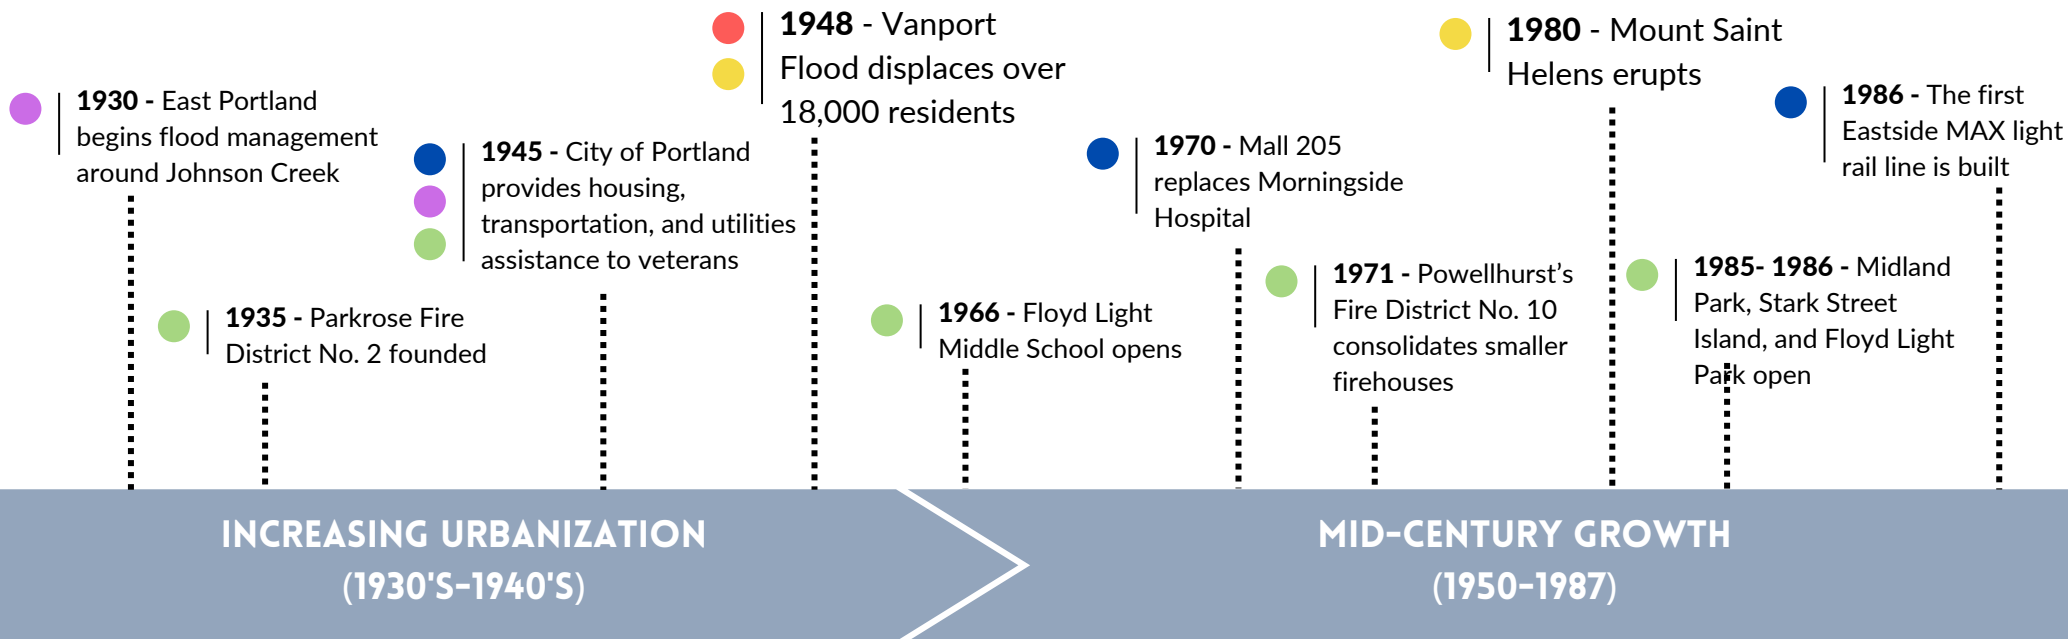 1930 - East Portland
begins flood management
around Johnson Creek
1935 - Parkrose Fire
District No. 2 founded
1945 - City of Portland
provides housing,
transportation, and utilities
assistance to veterans
1948 - Vanport
Flood displaces over
18,000 residents
1966 - Floyd Light
Middle School opens
1970 - Mall 205
replaces Morningside
Hospital
1971 - Powellhurst’s
Fire District No. 10
consolidates smaller
firehouses
1980 - Mount Saint
Helens erupts
1985- 1986 - Midland
Park, Stark Street
Island, and Floyd Light
Park open
1986 - The first
Eastside MAX light
rail line is built
INCREASING URBANIZATION
(1930'S-1940'S)
MID-CENTURY GROWTH
(1950-1987)